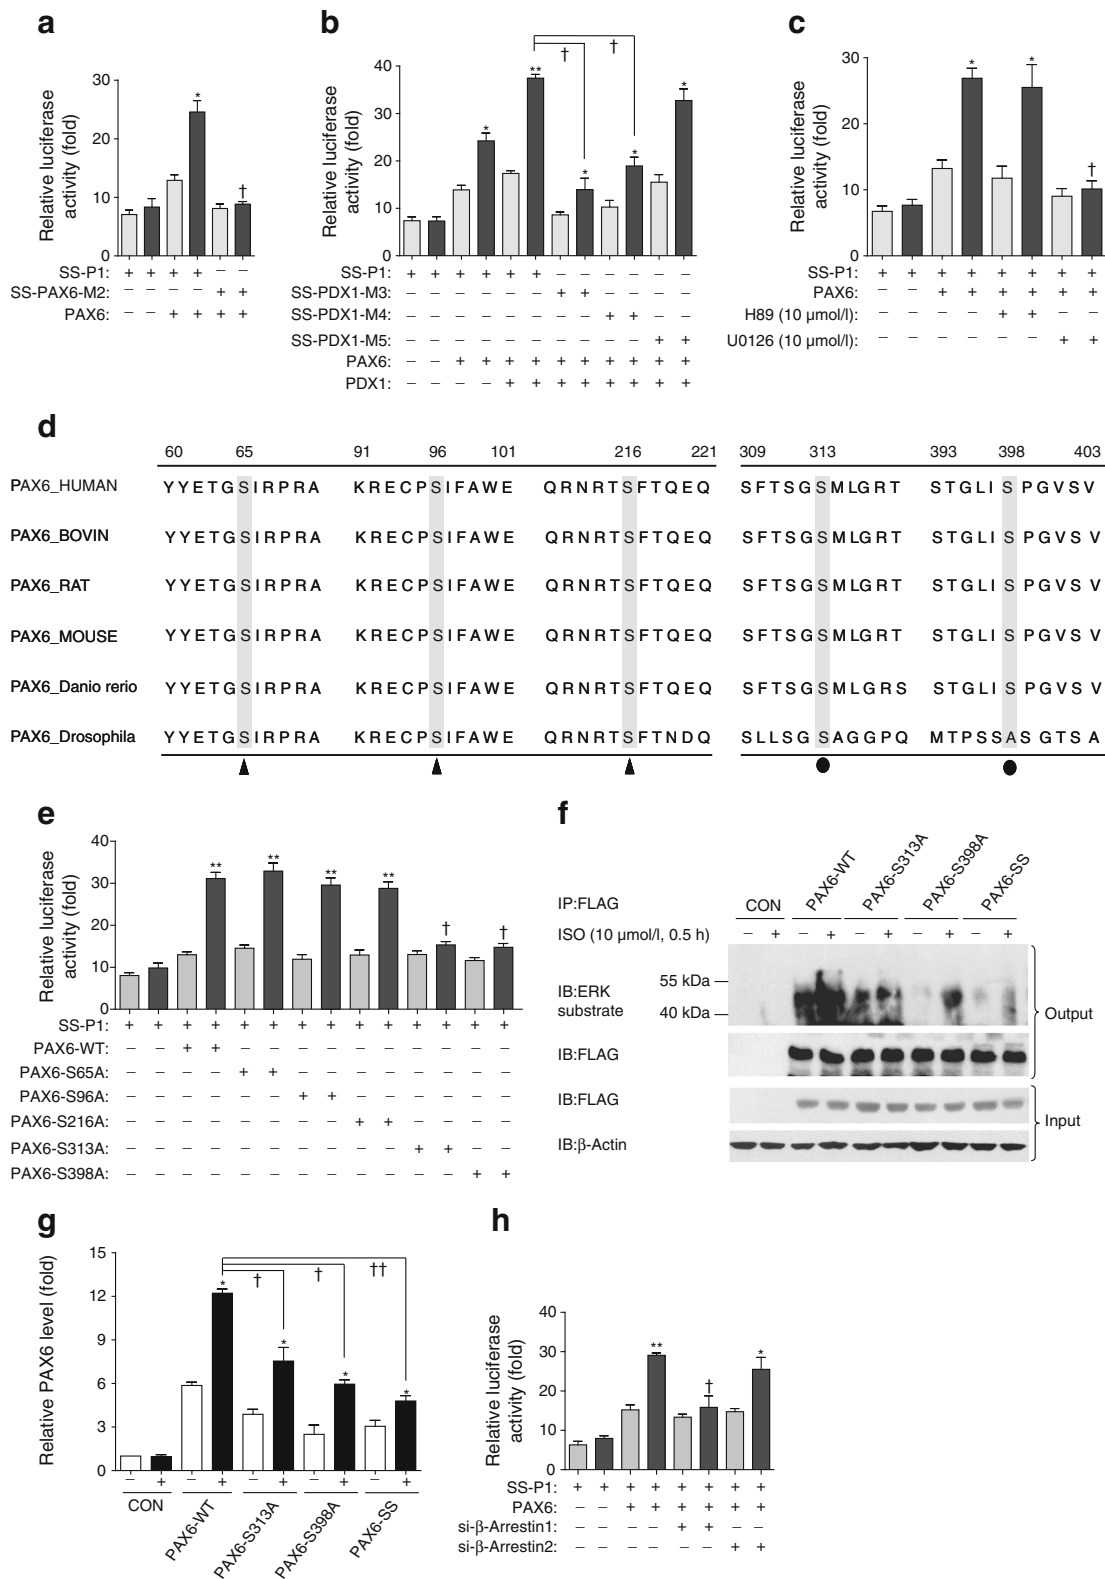 a
Relative luciferase
activity (fold)
30
20
10
0
SS-P1: + + + + – –
SS-PAX6-M2: – – – – + +
PAX6: – – + + + +
* †
b
Relative luciferase
activity (fold)
40
30
20
10
0
* ** † * † * *
SS-P1: + + + + + + – – – – – –
SS-PDX1-M3: – – – – – – + + – – – –
SS-PDX1-M4: – – – – – – – – + + – –
SS-PDX1-M5: – – – – – – – – – – + +
PAX6: – – + + + + + + + + + +
PDX1: – – – – + + + + + + + +
c
Relative luciferase
activity (fold)
30
20
10
0
* * †
SS-P1: + + + + + + + +
PAX6: – – + + + + + +
H89 (10 µmol/l): – – – – + + – –
U0126 (10 µmol/l): – – – – – – + +
d
60 65 91 96 101 216 221 309 313 393 398 403
PAX6_HUMAN YYETGSIRPRA KRECPSIFAWE QRNRTSFTQEQ SFTSGSMLGRT STGLISPGVSV
PAX6_BOVIN YYETGSIRPRA KRECPSIFAWE QRNRTSFTQEQ SFTSGSMLGRT STGLISPGVSV
PAX6_RAT YYETGSIRPRA KRECPSIFAWE QRNRTSFTQEQ SFTSGSMLGRT STGLISPGVSV
PAX6_MOUSE YYETGSIRPRA KRECPSIFAWE QRNRTSFTQEQ SFTSGSMLGRT STGLISPGVSV
PAX6_Danio rerio YYETGSIRPRA KRECPSIFAWE QRNRTSFTQEQ SFTSGSMLGRS STGLISPGVSV
PAX6_Drosophila YYETGSIRPRA KRECPSIFAWE QRNRTSFTNDQ SLLSGSAGGPQ MTPSSASGTSA
e
Relative luciferase
activity (fold)
40
30
20
10
0
** ** ** ** † †
SS-P1: + + + + + + + + + + + + + +
PAX6-WT: – – + + – – – – – – – – – –
PAX6-S65A: – – – – + + – – – – – – – –
PAX6-S96A: – – – – – – + + – – – – – –
PAX6-S216A: – – – – – – – – + + – – – –
PAX6-S313A: – – – – – – – – – – + + – –
PAX6-S398A: – – – – – – – – – – – – + +
f
IP:FLAG
CON PAX6-WT PAX6-S313A PAX6-S398A PAX6-SS
ISO (10 µmol/l, 0.5 h) – + – + – + – + – +
IB:ERK
substrate
55 kDa
40 kDa
Output
IB:FLAG
IB:FLAG
Input
IB:β-Actin
g
Relative PAX6 level (fold)
15
12
9
6
3
0
* † * † * †† *
– + – + – + – + – +
CON PAX6-WT PAX6-S313A PAX6-S398A PAX6-SS
h
Relative luciferase
activity (fold)
40
30
20
10
0
** † *
SS-P1: + + + + + + + +
PAX6: – – + + + + + +
si-β-Arrestin1: – – – – + + – –
si-β-Arrestin2: – – – – – – + +